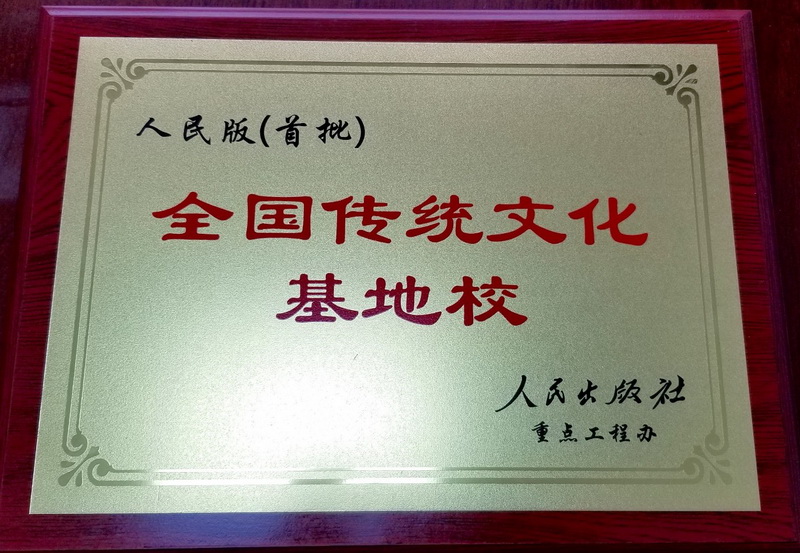 人民版(首批)
全国传统文化
基地校
人民出版社
重点工程办